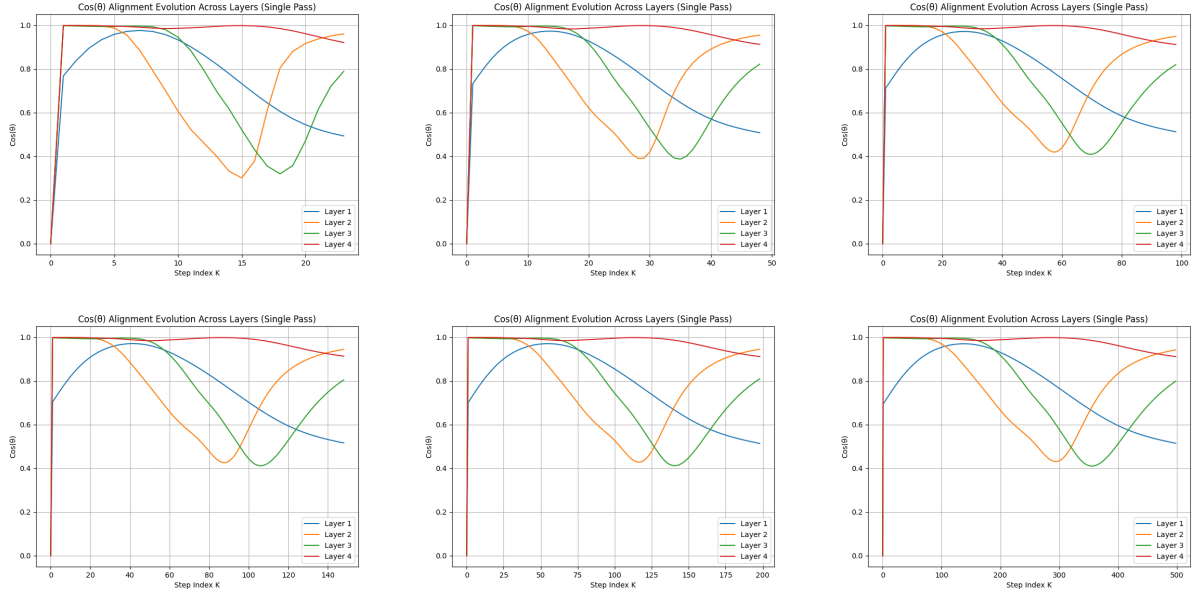 Cos(θ) Alignment Evolution Across Layers (Single Pass)
Cos(θ)
1.0
0.8
0.6
0.4
0.2
0.0
0 5 10 15 20
Step Index K
Layer 1
Layer 2
Layer 3
Layer 4
Cos(θ) Alignment Evolution Across Layers (Single Pass)
Cos(θ)
1.0
0.8
0.6
0.4
0.2
0.0
0 10 20 30 40 50
Step Index K
Layer 1
Layer 2
Layer 3
Layer 4
Cos(θ) Alignment Evolution Across Layers (Single Pass)
Cos(θ)
1.0
0.8
0.6
0.4
0.2
0.0
0 20 40 60 80 100
Step Index K
Layer 1
Layer 2
Layer 3
Layer 4
Cos(θ) Alignment Evolution Across Layers (Single Pass)
Cos(θ)
1.0
0.8
0.6
0.4
0.2
0.0
0 20 40 60 80 100 120 140
Step Index K
Layer 1
Layer 2
Layer 3
Layer 4
Cos(θ) Alignment Evolution Across Layers (Single Pass)
Cos(θ)
1.0
0.8
0.6
0.4
0.2
0.0
0 25 50 75 100 125 150 175 200
Step Index K
Layer 1
Layer 2
Layer 3
Layer 4
Cos(θ) Alignment Evolution Across Layers (Single Pass)
Cos(θ)
1.0
0.8
0.6
0.4
0.2
0.0
0 100 200 300 400 500
Step Index K
Layer 1
Layer 2
Layer 3
Layer 4